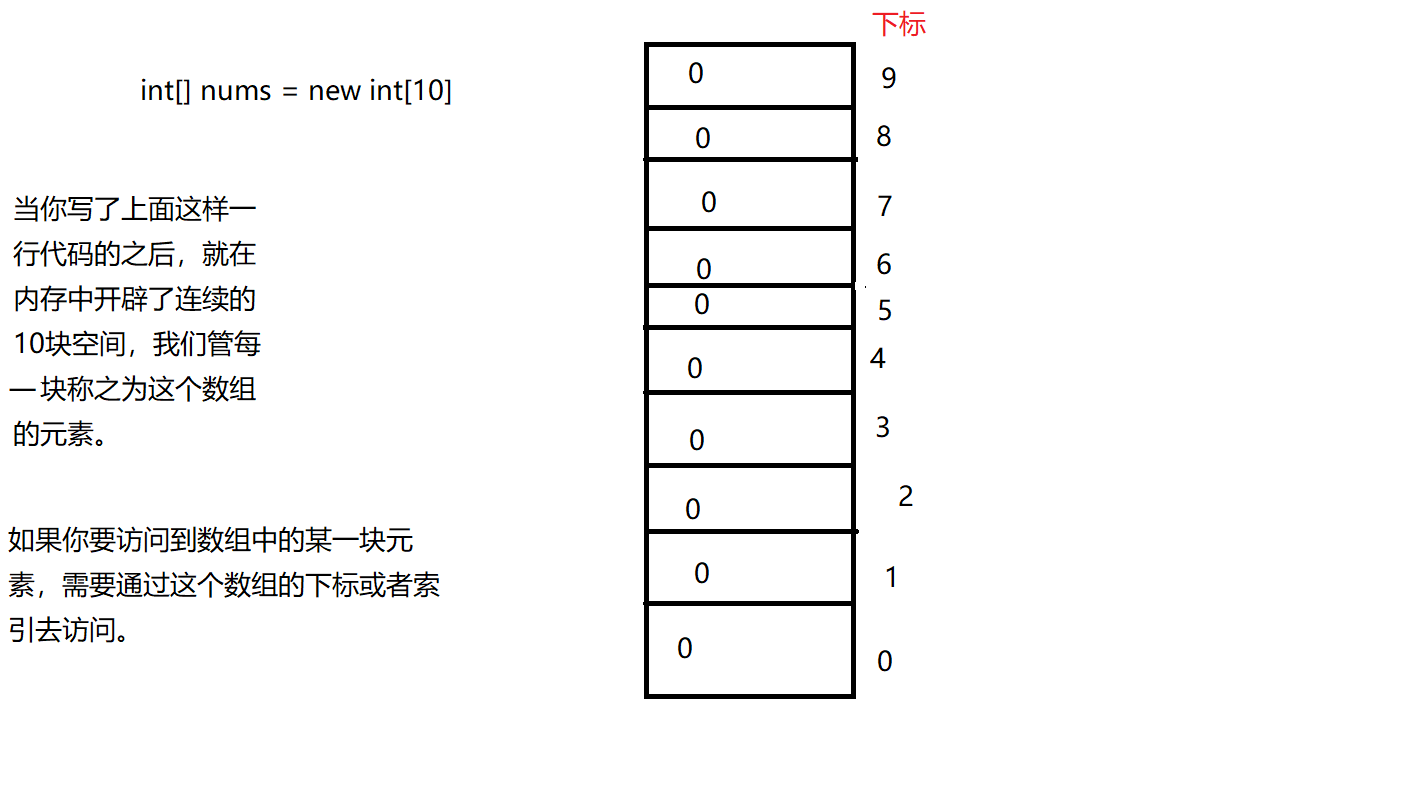 下标
int[] nums = new int[10]
当你写了上面这样一
行代码的之后，就在
内存中开辟了连续的
10块空间，我们管每
一块称之为这个数组
的元素。
如果你要访问到数组中的某一块元
素，需要通过这个数组的下标或者索
引去访问。
0 9
0 8
0 7
0 6
0 5
0 4
0 3
0 2
0 1
0 0